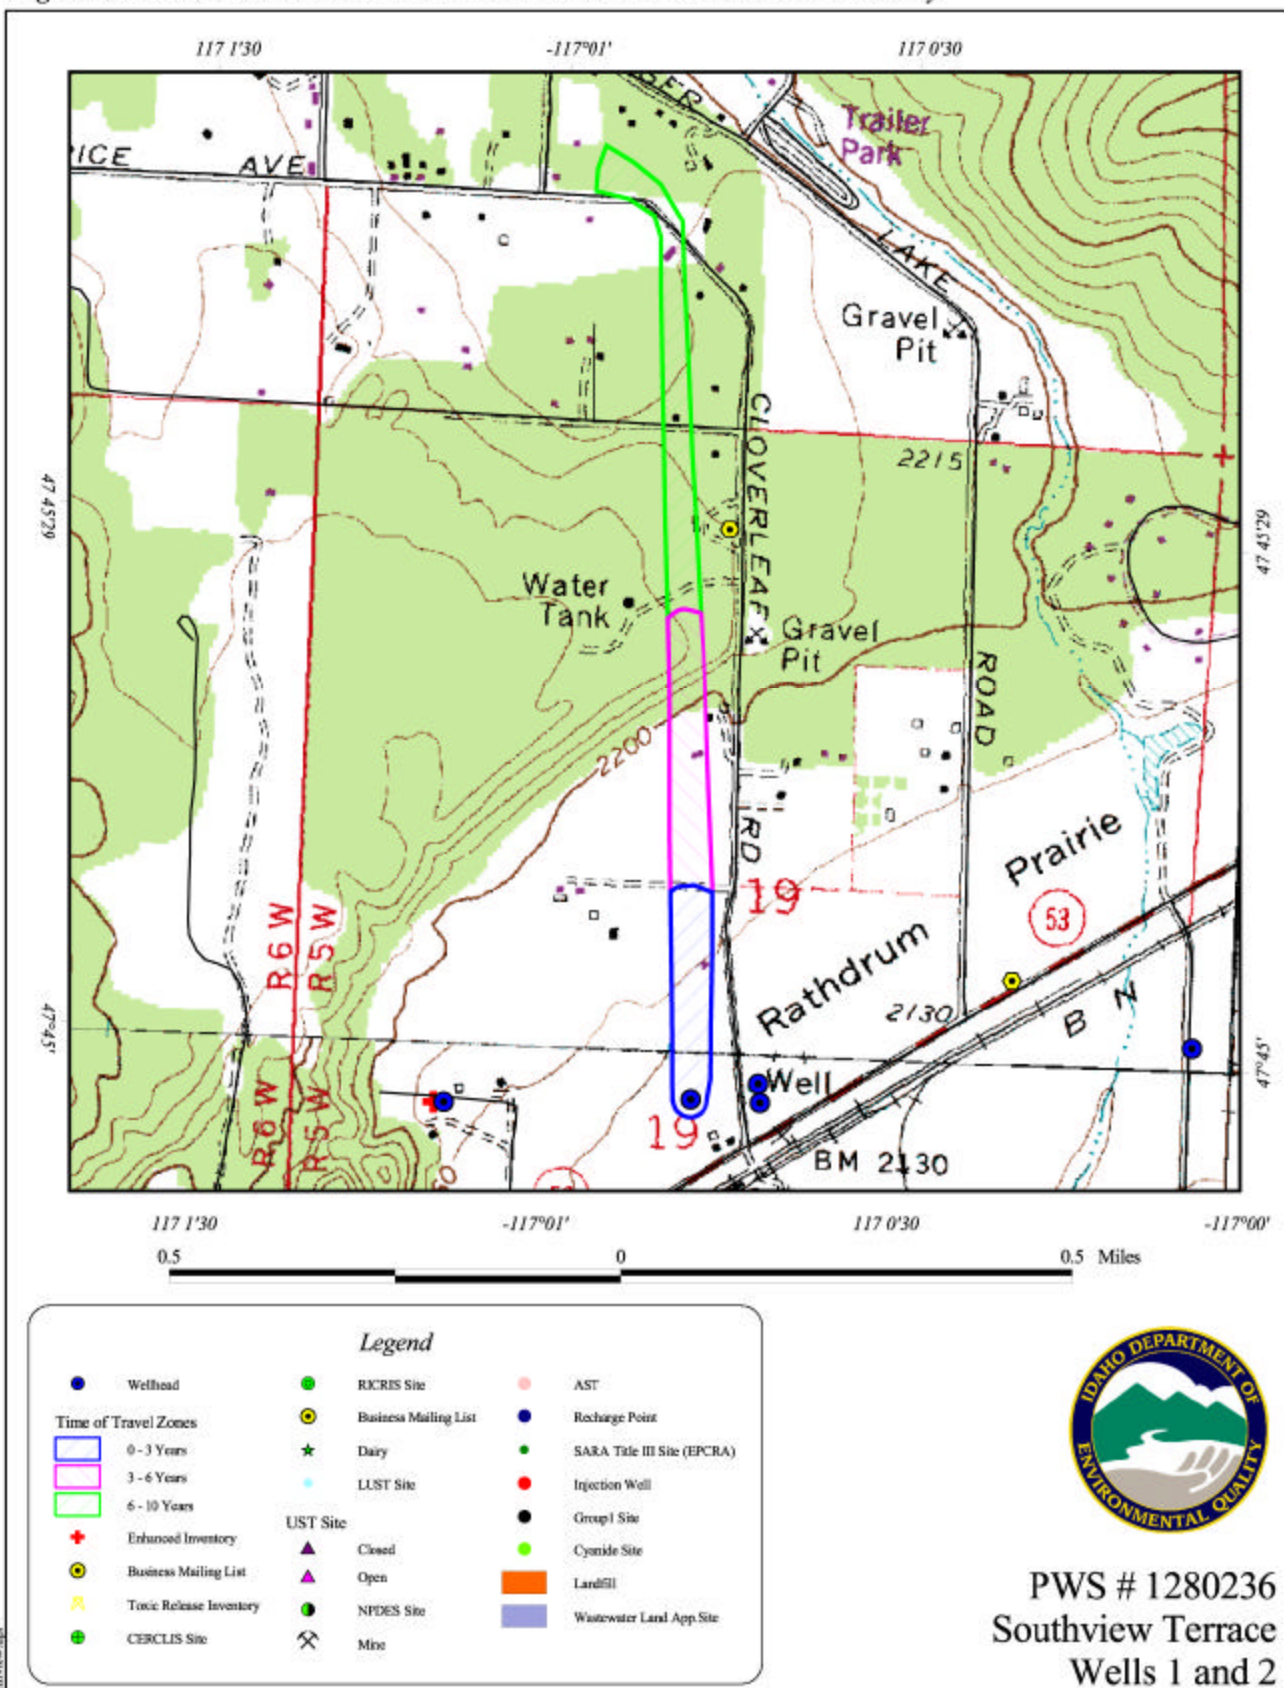 117 1'30
-117°01'
117 0'30
Trailer
Park
AVE
LAKE
Gravel
Pit
CLOVERLEAF
2215
47 45'29
47 45'29
Water
Tank
Gravel
Pit
ROAD
2200
RD
Prairie
19
53
R6W
R5W
Rathdrum
2130
B N
47°45'
47°45'
Well
R6W
R5W
19
BM 2130
117 1'30
-117°01'
117 0'30
-117°00'
0.5
0
0.5 Miles
Legend
Wellhead
Time of Travel Zones
0 - 3 Years
3 - 6 Years
6 - 10 Years
Enhanced Inventory
Business Mailing List
Toxic Release Inventory
CERCLIS Site
RICRIS Site
Business Mailing List
Dairy
LUST Site
UST Site
Closed
Open
NPDES Site
Mine
AST
Recharge Point
SARA Title III Site (EPCRA)
Injection Well
Group1 Site
Cyanide Site
Landfill
Wastewater Land App.Site
IDAHO DEPARTMENT OF
ENVIRONMENTAL QUALITY
PWS # 1280236
Southview Terrace
Wells 1 and 2